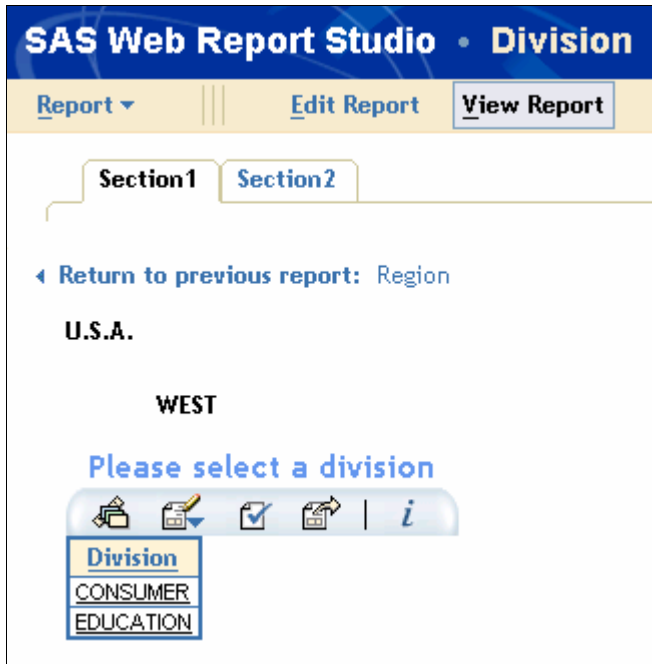 SAS Web Report Studio • Division
Report Edit Report View Report
Section1 Section2
Return to previous report: Region
U.S.A.
WEST
Please select a division
i
Division
CONSUMER
EDUCATION